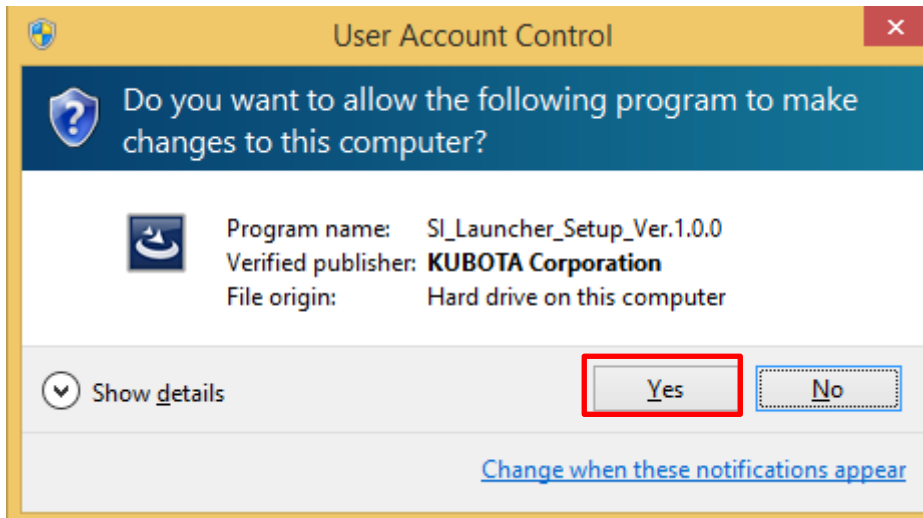 User Account Control
Do you want to allow the following program to make
changes to this computer?
Program name: SI_Launcher_Setup_Ver.1.0.0
Verified publisher: KUBOTA Corporation
File origin: Hard drive on this computer
Show details Yes No
Change when these notifications appear